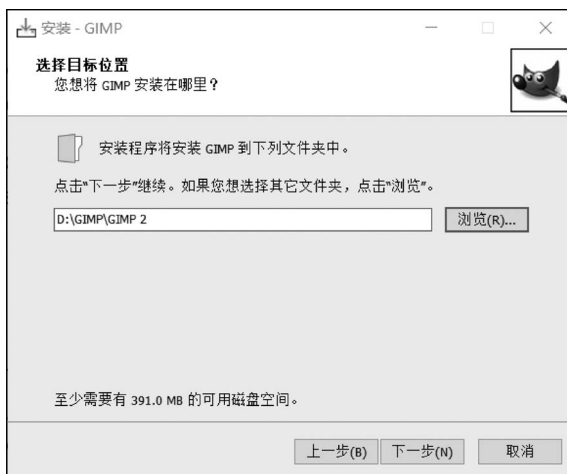 安装 - GIMP
选择目标位置
您想将 GIMP 安装在哪里？
安装程序将安装 GIMP 到下列文件夹中。
点击“下一步”继续。如果您想选择其它文件夹，点击“浏览”。
D:\GIMP\GIMP 2
浏览(R)...
至少需要有 391.0 MB 的可用磁盘空间。
上一步(B) 下一步(N) 取消